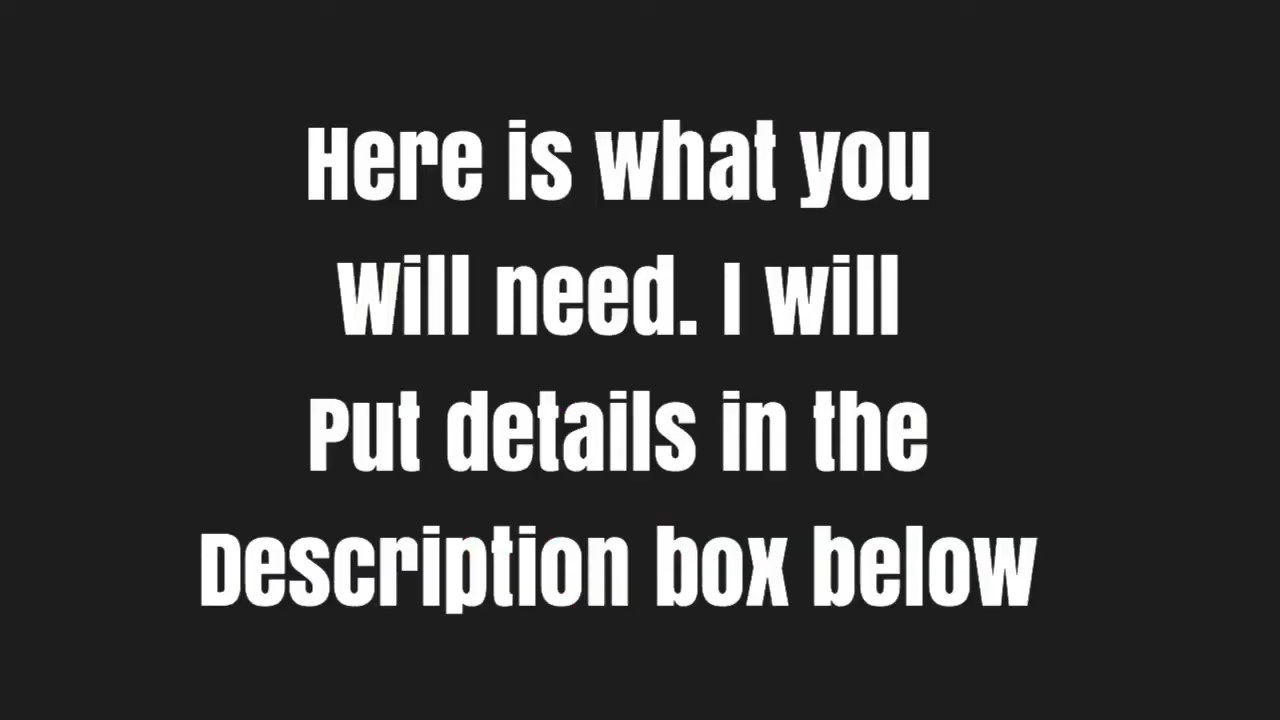 Here is what you
Will need. I will
Put details in the
Description box below